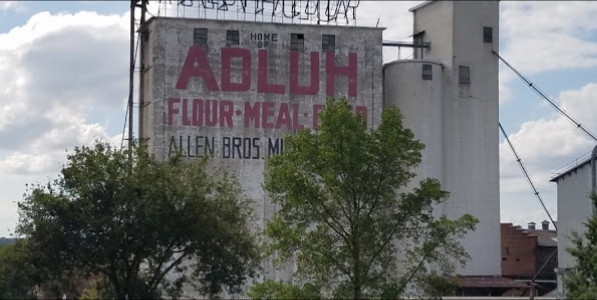 HOME
OF
ADLUH
FLOUR·MEAL·
ALLEN BROS.